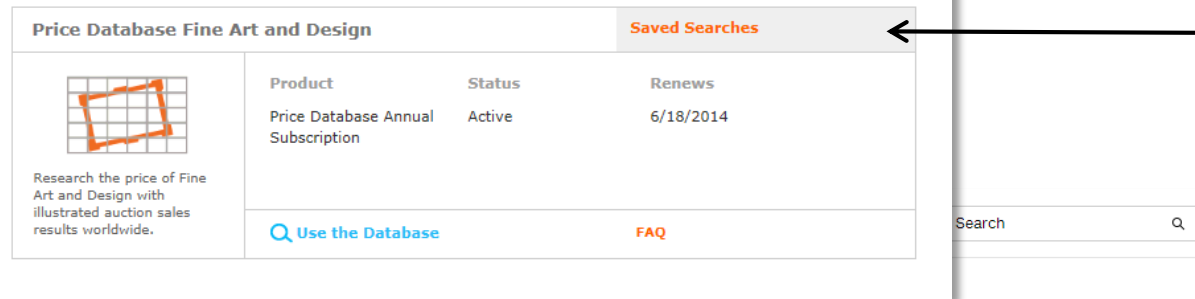 Price Database Fine Art and Design
Saved Searches
Product Status Renews
Price Database Annual Active 6/18/2014
Subscription
Research the price of Fine
Art and Design with
illustrated auction sales
results worldwide.
Use the Database
FAQ
Search